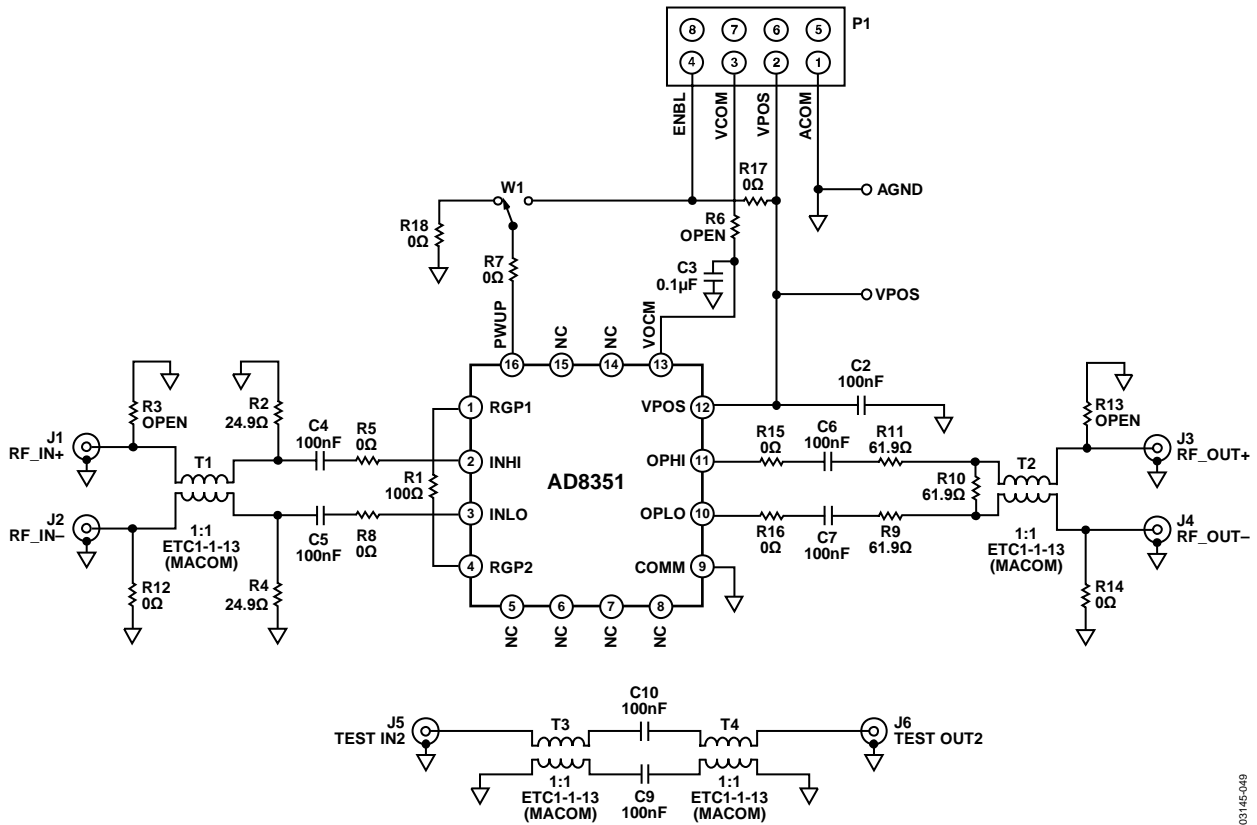 P1
8 7 6 5
4 3 2 1
ENBL
VCOM
VPOS
ACOM
R17
0Ω
AGND
W1
R18
0Ω
R6
OPEN
R7
0Ω
C3
0.1µF
VPOS
PWUP
NC
NC
VOCM
16 15 14 13
C2
100nF
R3
OPEN
R2
24.9Ω
C4
100nF
R5
0Ω
1 RGP1
VPOS 12
R15
0Ω
C6
100nF
R11
61.9Ω
R13
OPEN
J1
RF_IN+
T1
R1
100Ω
2 INHI
OPHI 11
AD8351
R10
61.9Ω
T2
J3
RF_OUT+
J2
RF_IN–
1:1
ETC1-1-13
(MACOM)
C5
100nF
R8
0Ω
3 INLO
OPLO 10
R16
0Ω
C7
100nF
R9
61.9Ω
1:1
ETC1-1-13
(MACOM)
J4
RF_OUT–
R12
0Ω
R4
24.9Ω
4 RGP2
COMM 9
R14
0Ω
5 6 7 8
NC
NC
NC
NC
C10
100nF
J5
TEST IN2
T3
T4
J6
TEST OUT2
1:1
ETC1-1-13
(MACOM)
C9
100nF
1:1
ETC1-1-13
(MACOM)
03145-049